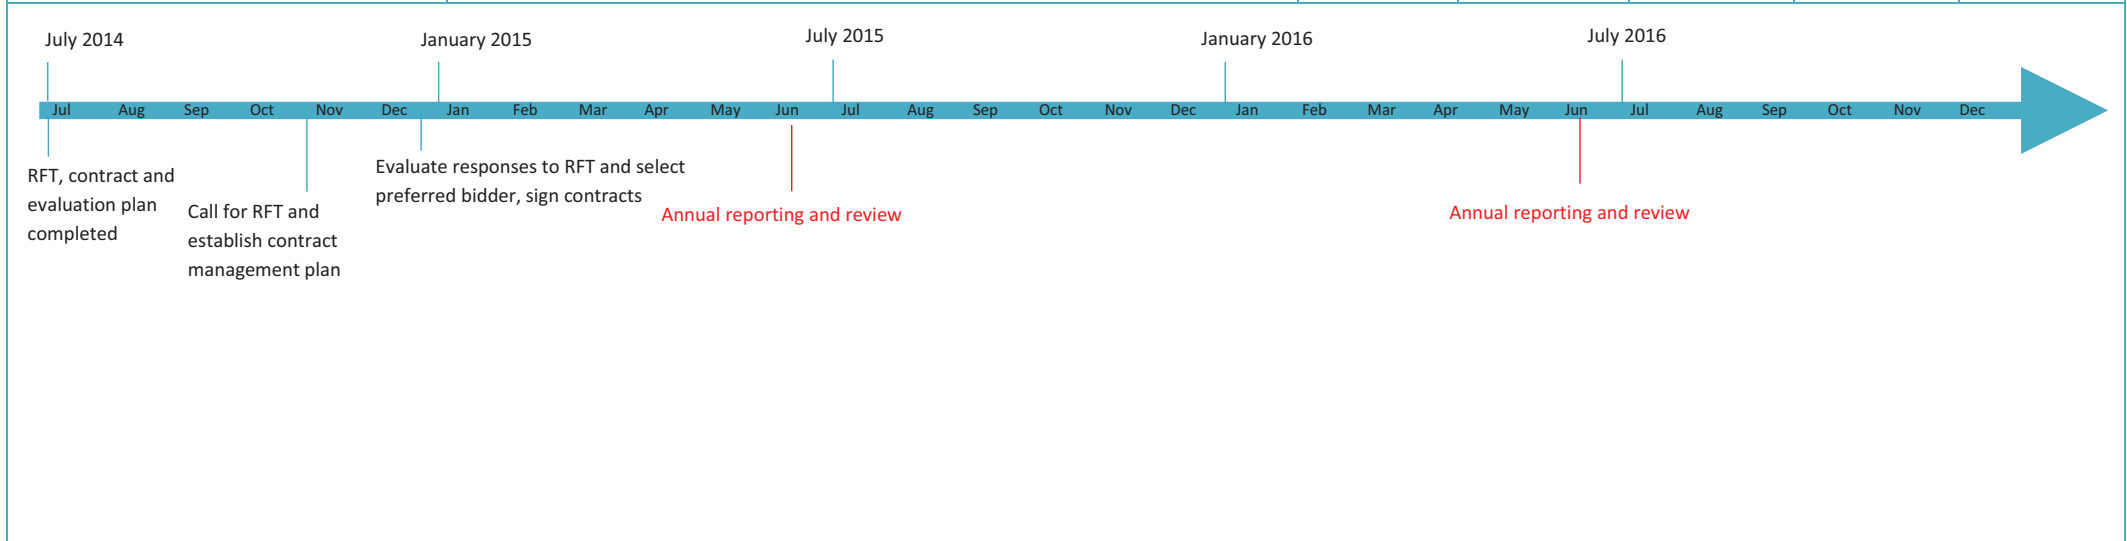 July 2014
January 2015
July 2015
January 2016
July 2016
Jul Aug Sep Oct Nov Dec Jan Feb Mar Apr May Jun Jul Aug Sep Oct Nov Dec Jan Feb Mar Apr May Jun Jul Aug Sep Oct Nov Dec
RFT, contract and
evaluation plan
completed
Call for RFT and
establish contract
management plan
Evaluate responses to RFT and select
preferred bidder, sign contracts
Annual reporting and review
Annual reporting and review